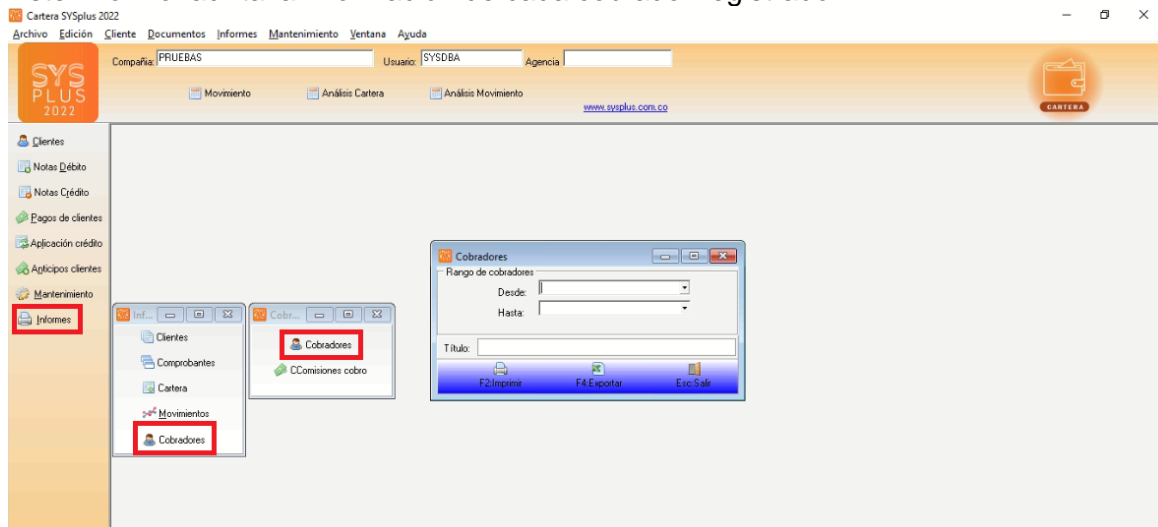 Cartera SYSplus 2022
Archivo Edición Cliente Documentos Informes Mantenimiento Ventana Ayuda
SYS
PLUS
2022
Compañia: PRUEBAS Usuario: SYSDBA Agencia
Movimiento Análisis Cartera Análisis Movimiento
www.sysplus.com.co
CARTERA
Clientes
Notas Débito
Notas Crédito
Pagos de clientes
Aplicación crédito
Anticipos clientes
Mantenimiento
Informes
Inf...
Clientes
Comprobantes
Cartera
Movimientos
Cobradores
Cobr...
Cobradores
CComisiones cobro
Cobradores
Rango de cobradores
Desde:
Hasta:
Título:
F2:Imprimir F4:Exportar Esc:Salir